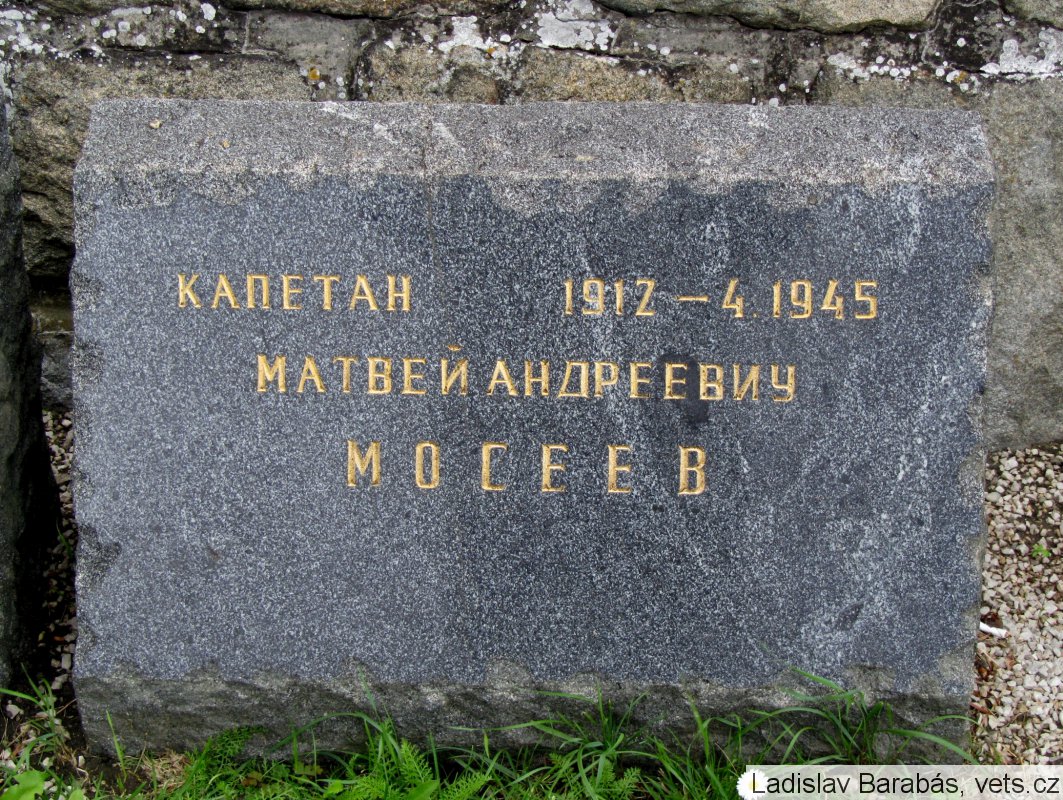 КАПЕТАН 1912 – 4.1945
МАТВЕЙ АНДРЕЕВИЧ
МОСЕЕВ
Ladislav Barabás, vets.cz